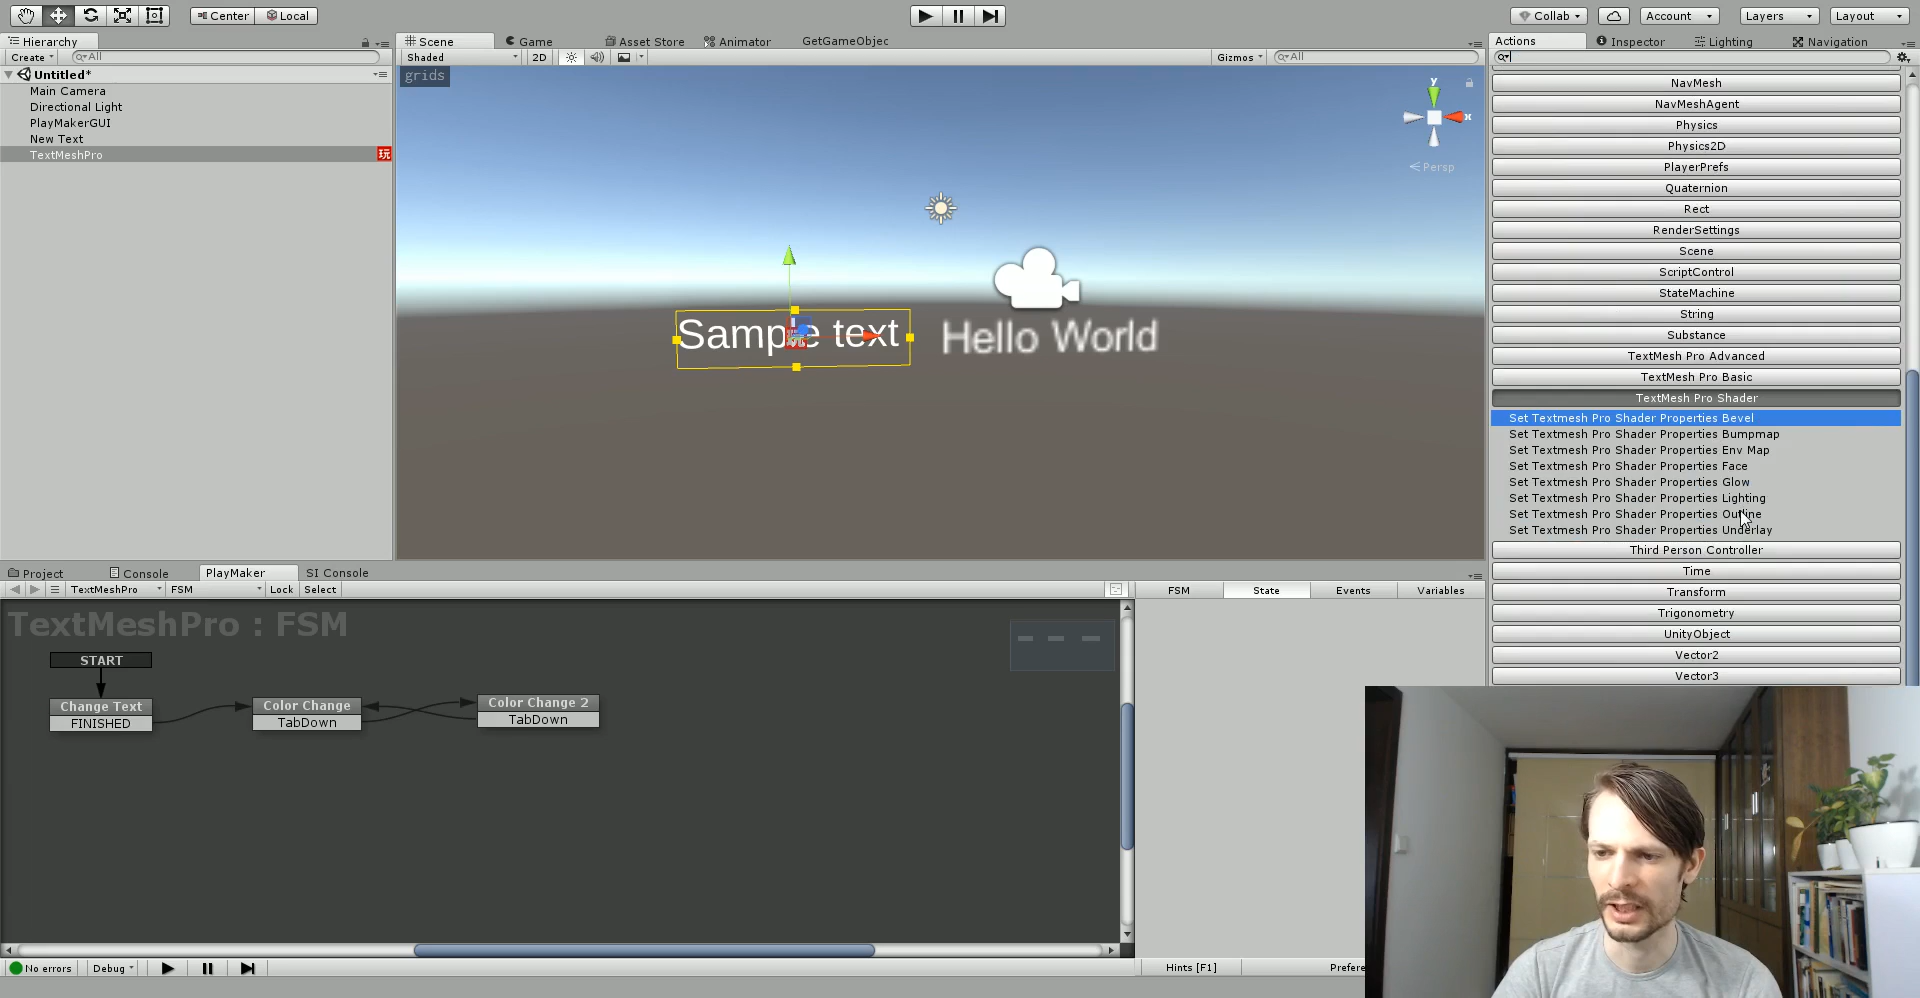 Center
Local
Collab
Account
Layers
Layout
Hierarchy
Create
All
Untitled*
Main Camera
Directional Light
PlayMakerGUI
New Text
TextMeshPro
玩
Scene
Game
Asset Store
Animator
GetGameObjec
Shaded
2D
Gizmos
All
grids
y
x
Persp
Sample text
Hello World
Actions
Inspector
Lighting
Navigation
NavMesh
NavMeshAgent
Physics
Physics2D
PlayerPrefs
Quaternion
Rect
RenderSettings
Scene
ScriptControl
StateMachine
String
Substance
TextMesh Pro Advanced
TextMesh Pro Basic
TextMesh Pro Shader
Set Textmesh Pro Shader Properties Bevel
Set Textmesh Pro Shader Properties Bumpmap
Set Textmesh Pro Shader Properties Env Map
Set Textmesh Pro Shader Properties Face
Set Textmesh Pro Shader Properties Glow
Set Textmesh Pro Shader Properties Lighting
Set Textmesh Pro Shader Properties Outline
Set Textmesh Pro Shader Properties Underlay
Third Person Controller
Time
Transform
Trigonometry
UnityObject
Vector2
Vector3
Project
Console
PlayMaker
SI Console
TextMeshPro
FSM
Lock
Select
FSM
State
Events
Variables
TextMeshPro : FSM
START
Change Text
FINISHED
Color Change
TabDown
Color Change 2
TabDown
No errors
Debug
Hints [F1]
Prefere